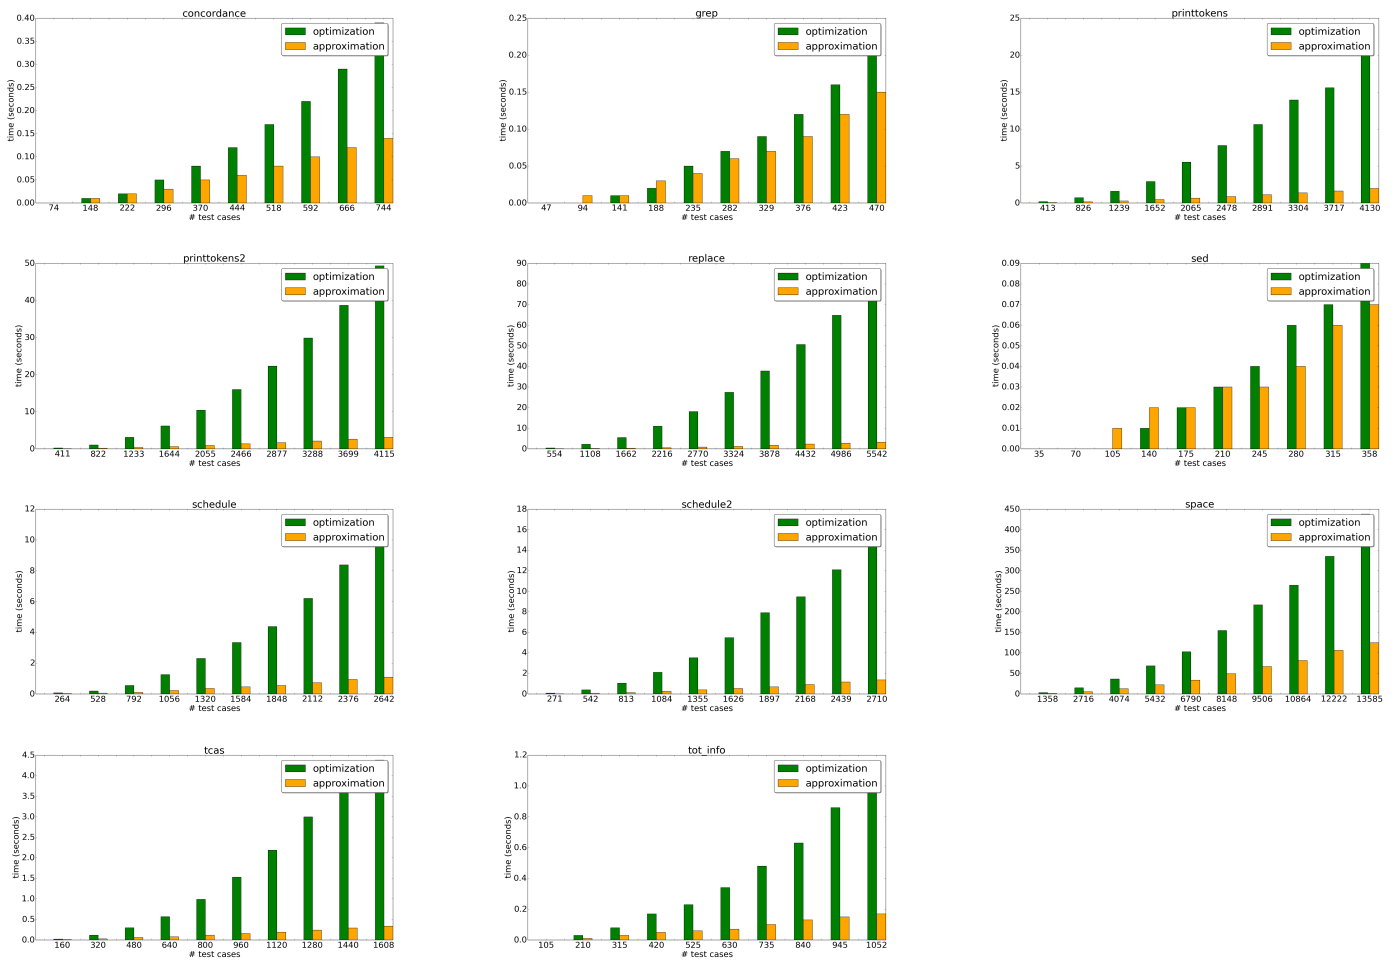 concordance
0.40
0.35
0.30
0.25
0.20
0.15
0.10
0.05
0.00
time (seconds)
optimization
approximation
74 148 222 296 370 444 518 592 666 744
# test cases
grep
0.25
0.20
0.15
0.10
0.05
0.00
time (seconds)
optimization
approximation
47 94 141 188 235 282 329 376 423 470
# test cases
printtokens
25
20
15
10
5
0
time (seconds)
optimization
approximation
413 826 1239 1652 2065 2478 2891 3304 3717 4130
# test cases
printtokens2
50
40
30
20
10
0
time (seconds)
optimization
approximation
411 822 1233 1644 2055 2466 2877 3288 3699 4115
# test cases
replace
90
80
70
60
50
40
30
20
10
0
time (seconds)
optimization
approximation
554 1108 1662 2216 2770 3324 3878 4432 4986 5542
# test cases
sed
0.09
0.08
0.07
0.06
0.05
0.04
0.03
0.02
0.01
0.00
time (seconds)
optimization
approximation
35 70 105 140 175 210 245 280 315 358
# test cases
schedule
12
10
8
6
4
2
0
time (seconds)
optimization
approximation
264 528 792 1056 1320 1584 1848 2112 2376 2642
# test cases
schedule2
18
16
14
12
10
8
6
4
2
0
time (seconds)
optimization
approximation
271 542 813 1084 1355 1626 1897 2168 2439 2710
# test cases
space
450
400
350
300
250
200
150
100
50
0
time (seconds)
optimization
approximation
1358 2716 4074 5432 6790 8148 9506 10864 12222 13585
# test cases
tcas
4.5
4.0
3.5
3.0
2.5
2.0
1.5
1.0
0.5
0.0
time (seconds)
optimization
approximation
160 320 480 640 800 960 1120 1280 1440 1608
# test cases
tot_info
1.2
1.0
0.8
0.6
0.4
0.2
0.0
time (seconds)
optimization
approximation
105 210 315 420 525 630 735 840 945 1052
# test cases